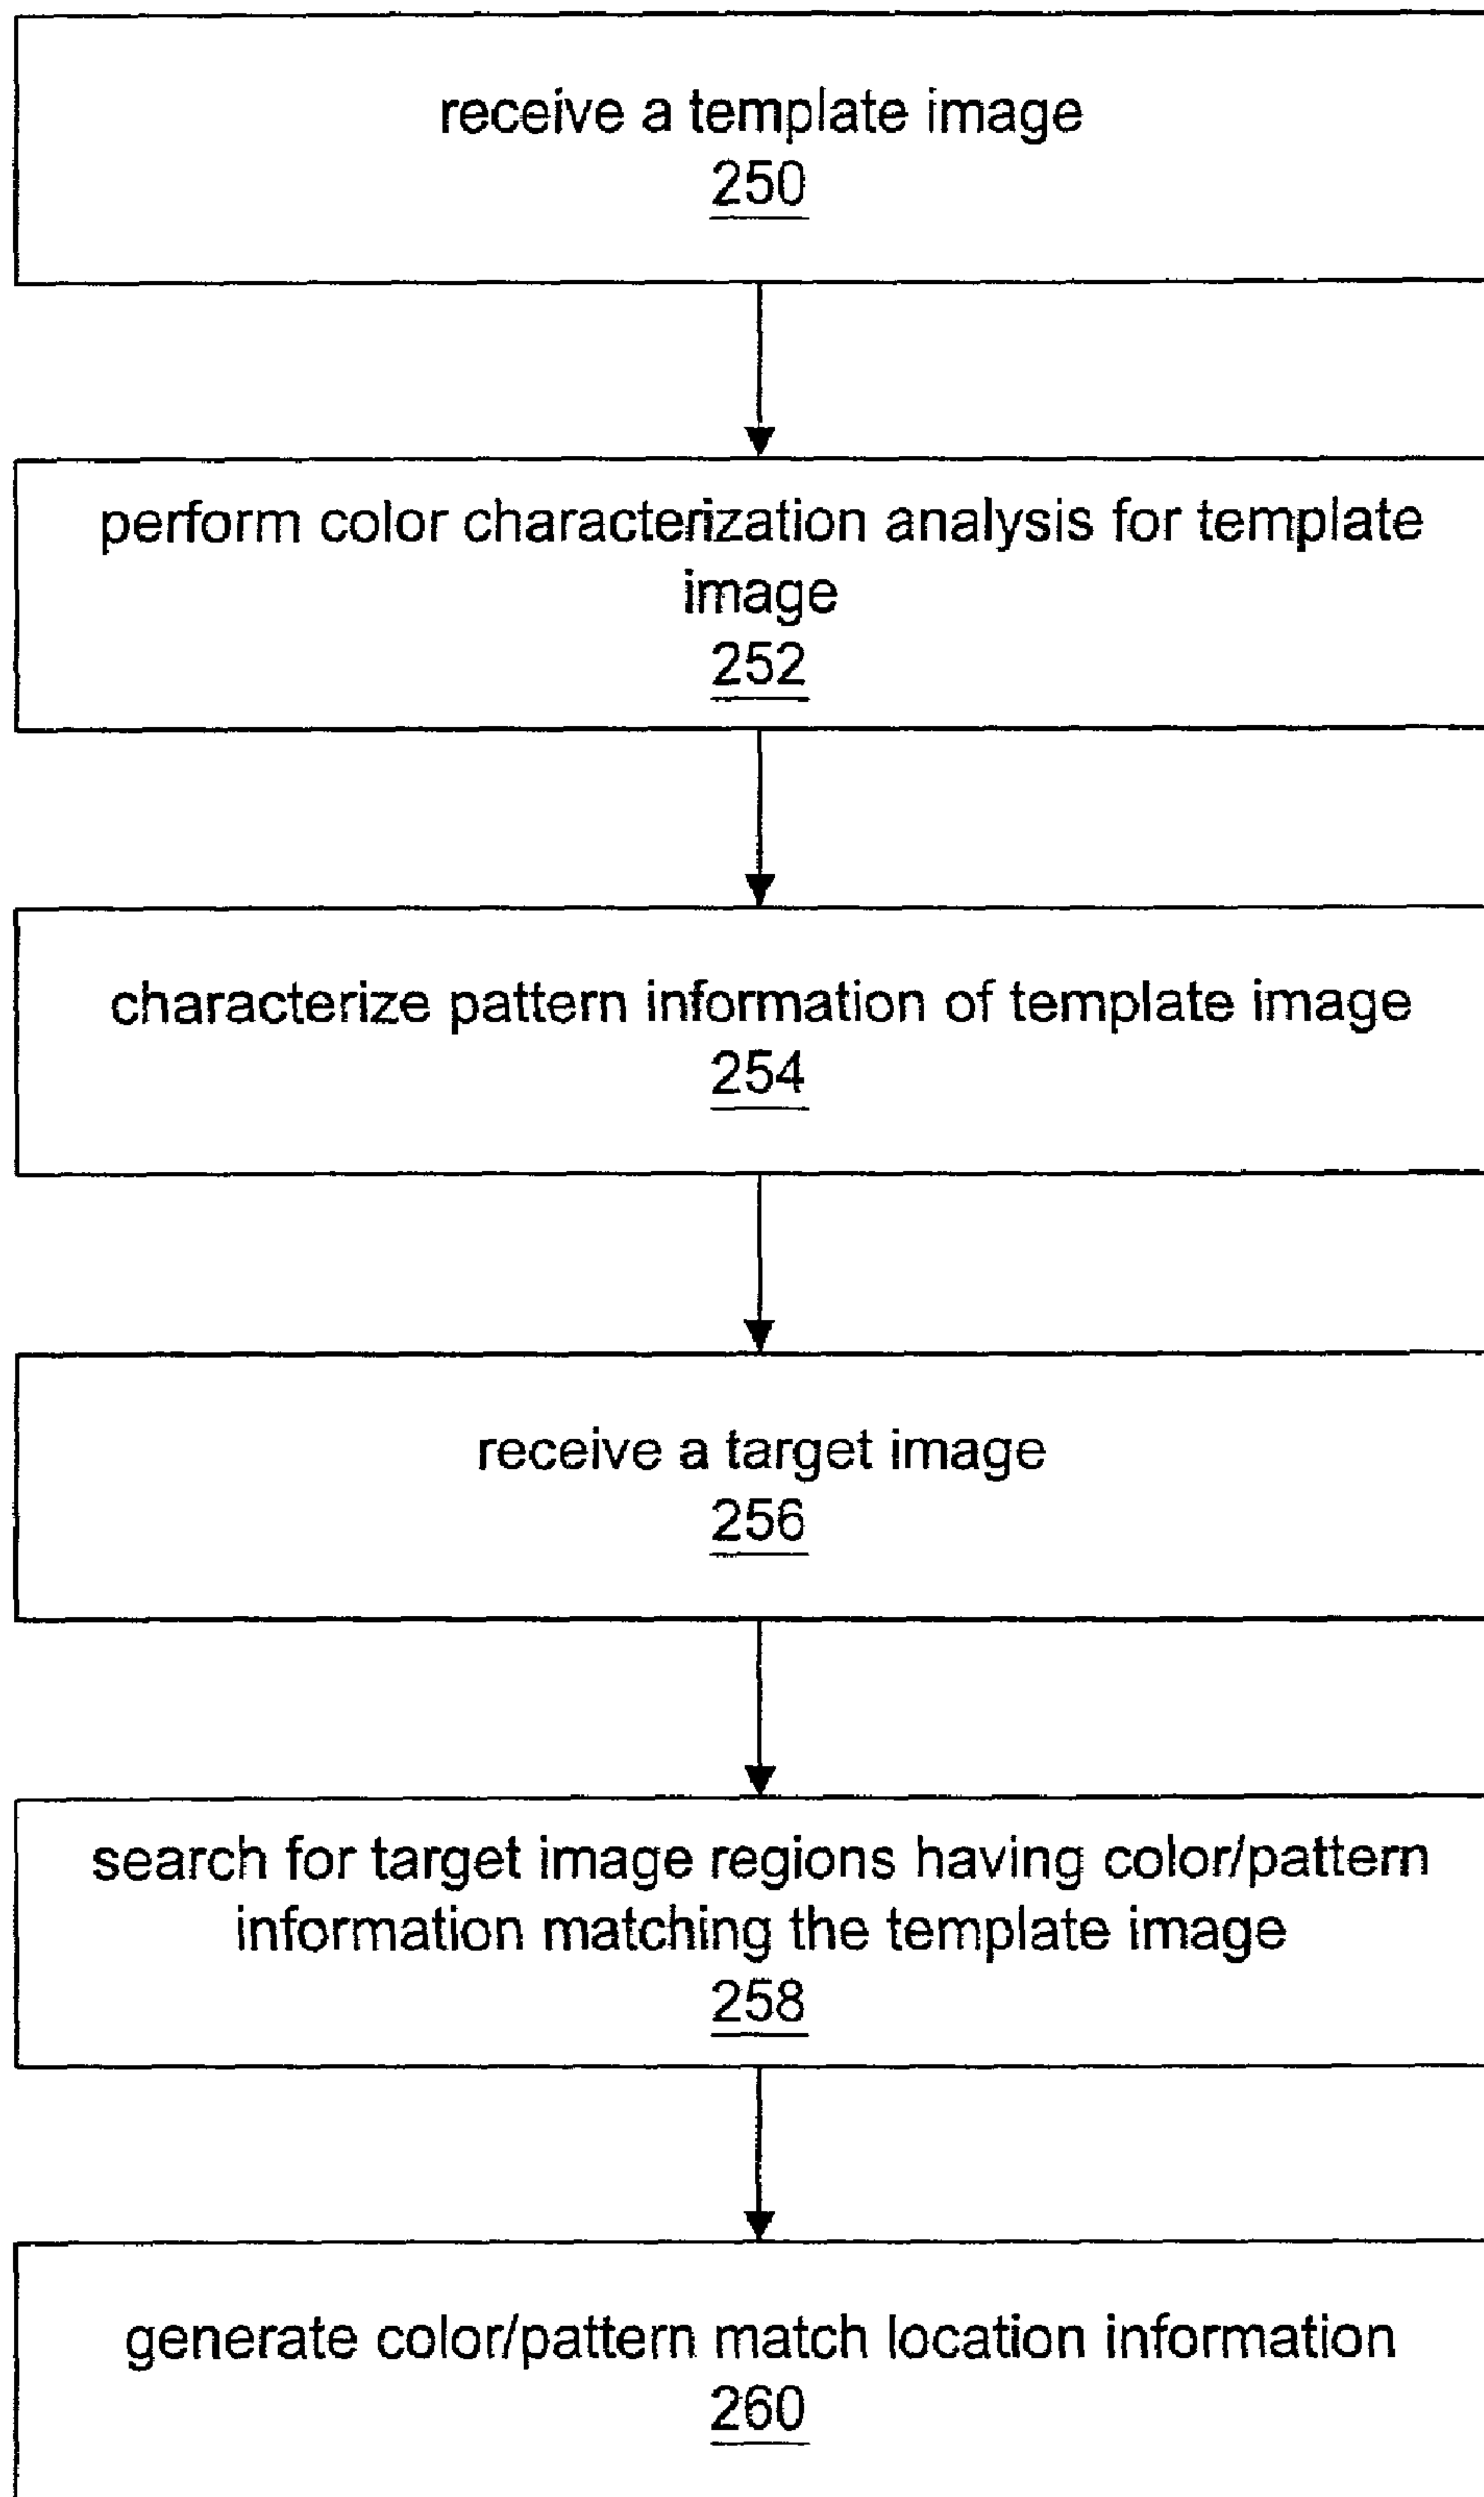 receive a template image
250
perform color characterization analysis for template
image
252
characterize pattern information of template image
254
receive a target image
256
search for target image regions having color/pattern
information matching the template image
258
generate color/pattern match location information
260